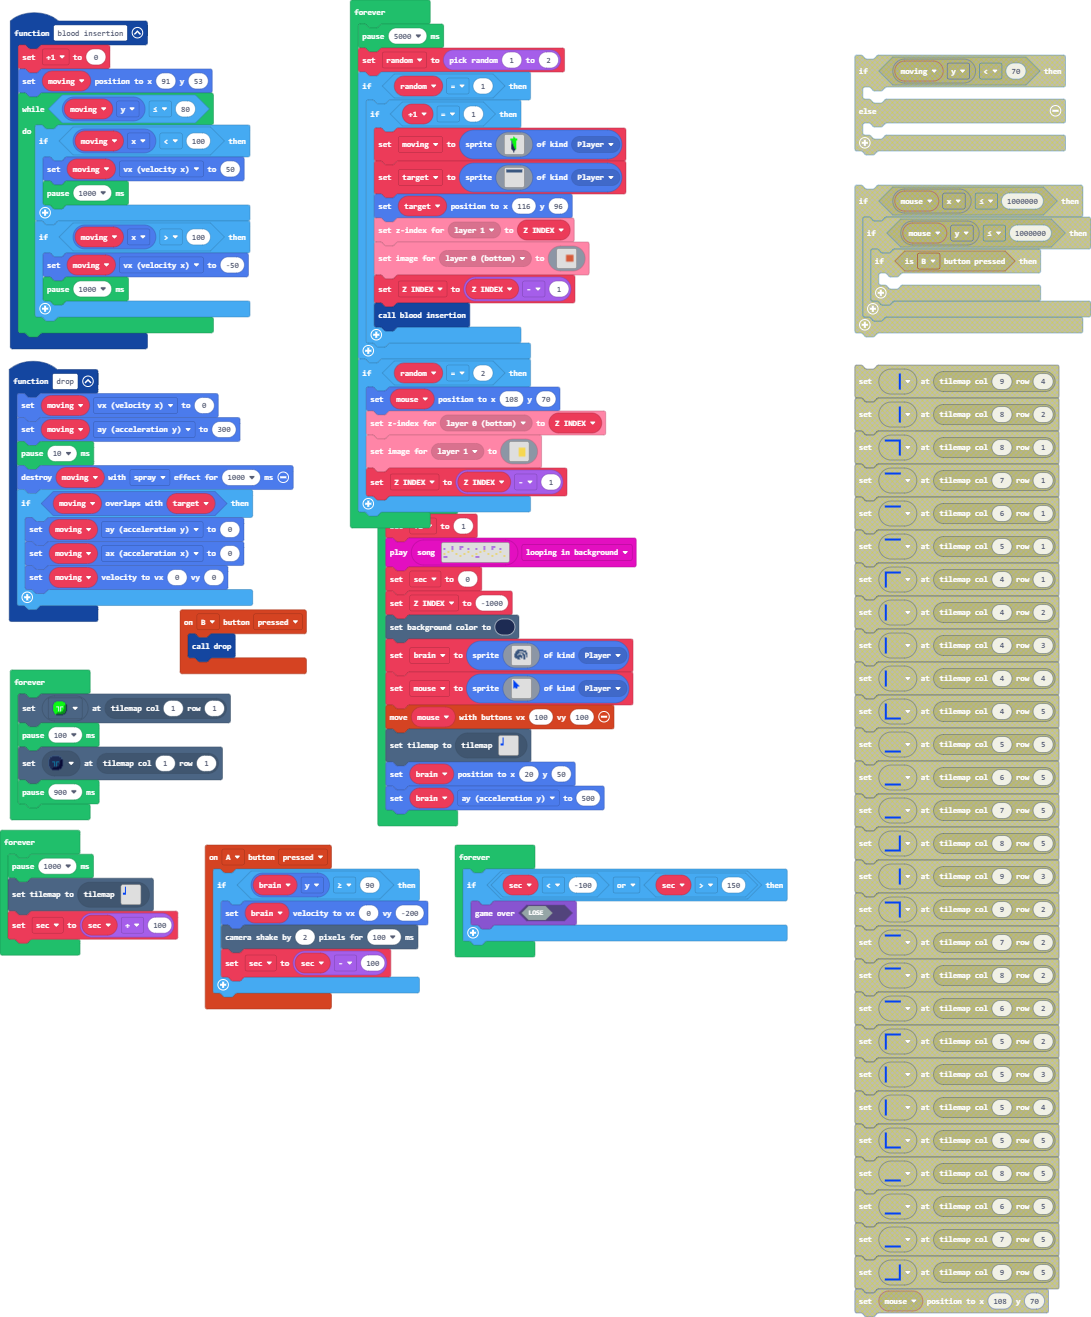 function blood insertion
set +1 to 0
set moving position to x 91 y 53
while moving y ≤ 80
do
if moving x < 100 then
set moving vx (velocity x) to 50
pause 1000 ms
if moving x > 100 then
set moving vx (velocity x) to -50
pause 1000 ms
function drop
set moving vx (velocity x) to 0
set moving ay (acceleration y) to 300
pause 10 ms
destroy moving with spray effect for 1000 ms
if moving overlaps with target then
set moving ay (acceleration y) to 0
set moving ax (acceleration x) to 0
set moving velocity to vx 0 vy 0
on B button pressed
call drop
forever
set at tilemap col 1 row 1
pause 100 ms
set at tilemap col 1 row 1
pause 900 ms
forever
pause 1000 ms
set tilemap to tilemap
set sec to sec + 100
on A button pressed
if brain y ≥ 90 then
set brain velocity to vx 0 vy -200
camera shake by 2 pixels for 100 ms
set sec to sec - 100
forever
if sec < -100 or sec > 150 then
game over LOSE
forever
pause 5000 ms
set random to pick random 1 to 2
if random = 1 then
if +1 = 1 then
set moving to sprite of kind Player
set target to sprite of kind Player
set target position to x 116 y 96
set z-index for layer 1 to Z INDEX
set image for layer 0 (bottom) to
set Z INDEX to Z INDEX - 1
call blood insertion
if random = 2 then
set mouse position to x 108 y 70
set z-index for layer 0 (bottom) to Z INDEX
set image for layer 1 to
set Z INDEX to Z INDEX - 1
to 1
play song looping in background
set sec to 0
set Z INDEX to -1000
set background color to
set brain to sprite of kind Player
set mouse to sprite of kind Player
move mouse with buttons vx 100 vy 100
set tilemap to tilemap
set brain position to x 20 y 50
set brain ay (acceleration y) to 500
if moving y < 70 then
else
if mouse x ≤ 1000000 then
if mouse y ≤ 1000000 then
if is B button pressed then
set at tilemap col 9 row 4
set at tilemap col 8 row 2
set at tilemap col 8 row 1
set at tilemap col 7 row 1
set at tilemap col 6 row 1
set at tilemap col 5 row 1
set at tilemap col 4 row 1
set at tilemap col 4 row 2
set at tilemap col 4 row 3
set at tilemap col 4 row 4
set at tilemap col 4 row 5
set at tilemap col 5 row 5
set at tilemap col 6 row 5
set at tilemap col 7 row 5
set at tilemap col 8 row 5
set at tilemap col 9 row 3
set at tilemap col 9 row 2
set at tilemap col 7 row 2
set at tilemap col 8 row 2
set at tilemap col 6 row 2
set at tilemap col 5 row 2
set at tilemap col 5 row 3
set at tilemap col 5 row 4
set at tilemap col 5 row 5
set at tilemap col 8 row 5
set at tilemap col 6 row 5
set at tilemap col 7 row 5
set at tilemap col 9 row 5
set mouse position to x 108 y 70